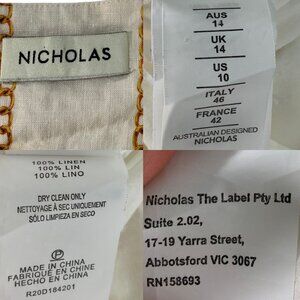 NICHOLAS
AUS
14
UK
14
US
10
ITALY
46
FRANCE
42
AUSTRALIAN DESIGNED
NICHOLAS
100% LINEN
100% LIN
100% LINO
DRY CLEAN ONLY
NETTOYAGE À SEC UNIQUEMENT
SÓLO LIMPIEZA EN SECO
P
MADE IN CHINA
FABRIQUÉ EN CHINE
HECHO EN CHINA
R20D184201
Nicholas The Label Pty Ltd
Suite 2.02,
17-19 Yarra Street,
Abbotsford VIC 3067
RN158693